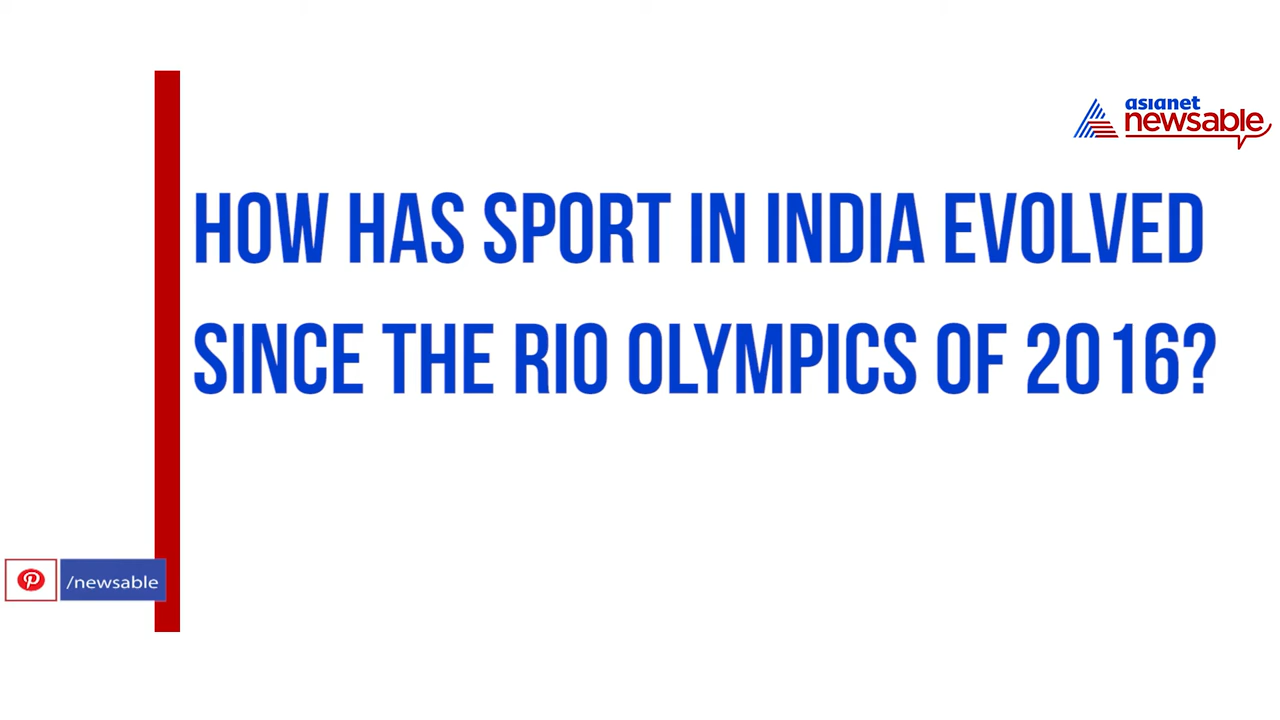 asianet
newsable
HOW HAS SPORT IN INDIA EVOLVED
SINCE THE RIO OLYMPICS OF 2016?
/newsable